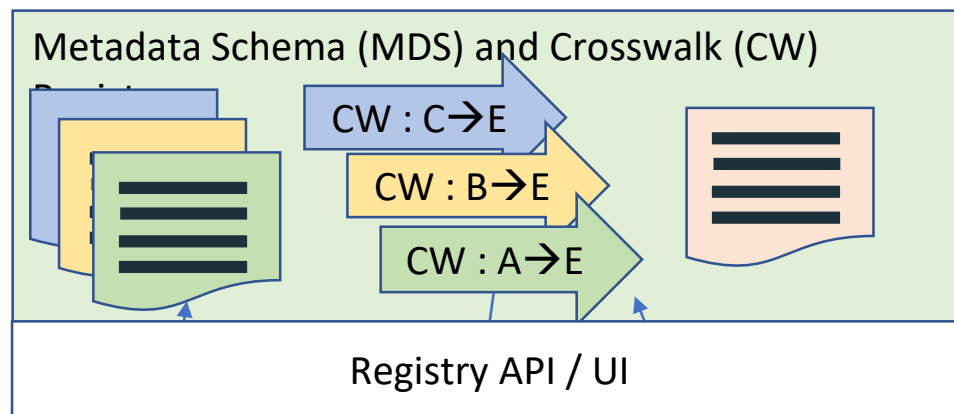 Metadata Schema (MDS) and Crosswalk (CW)
CW : C→E
CW : B→E
CW : A→E
Registry API / UI